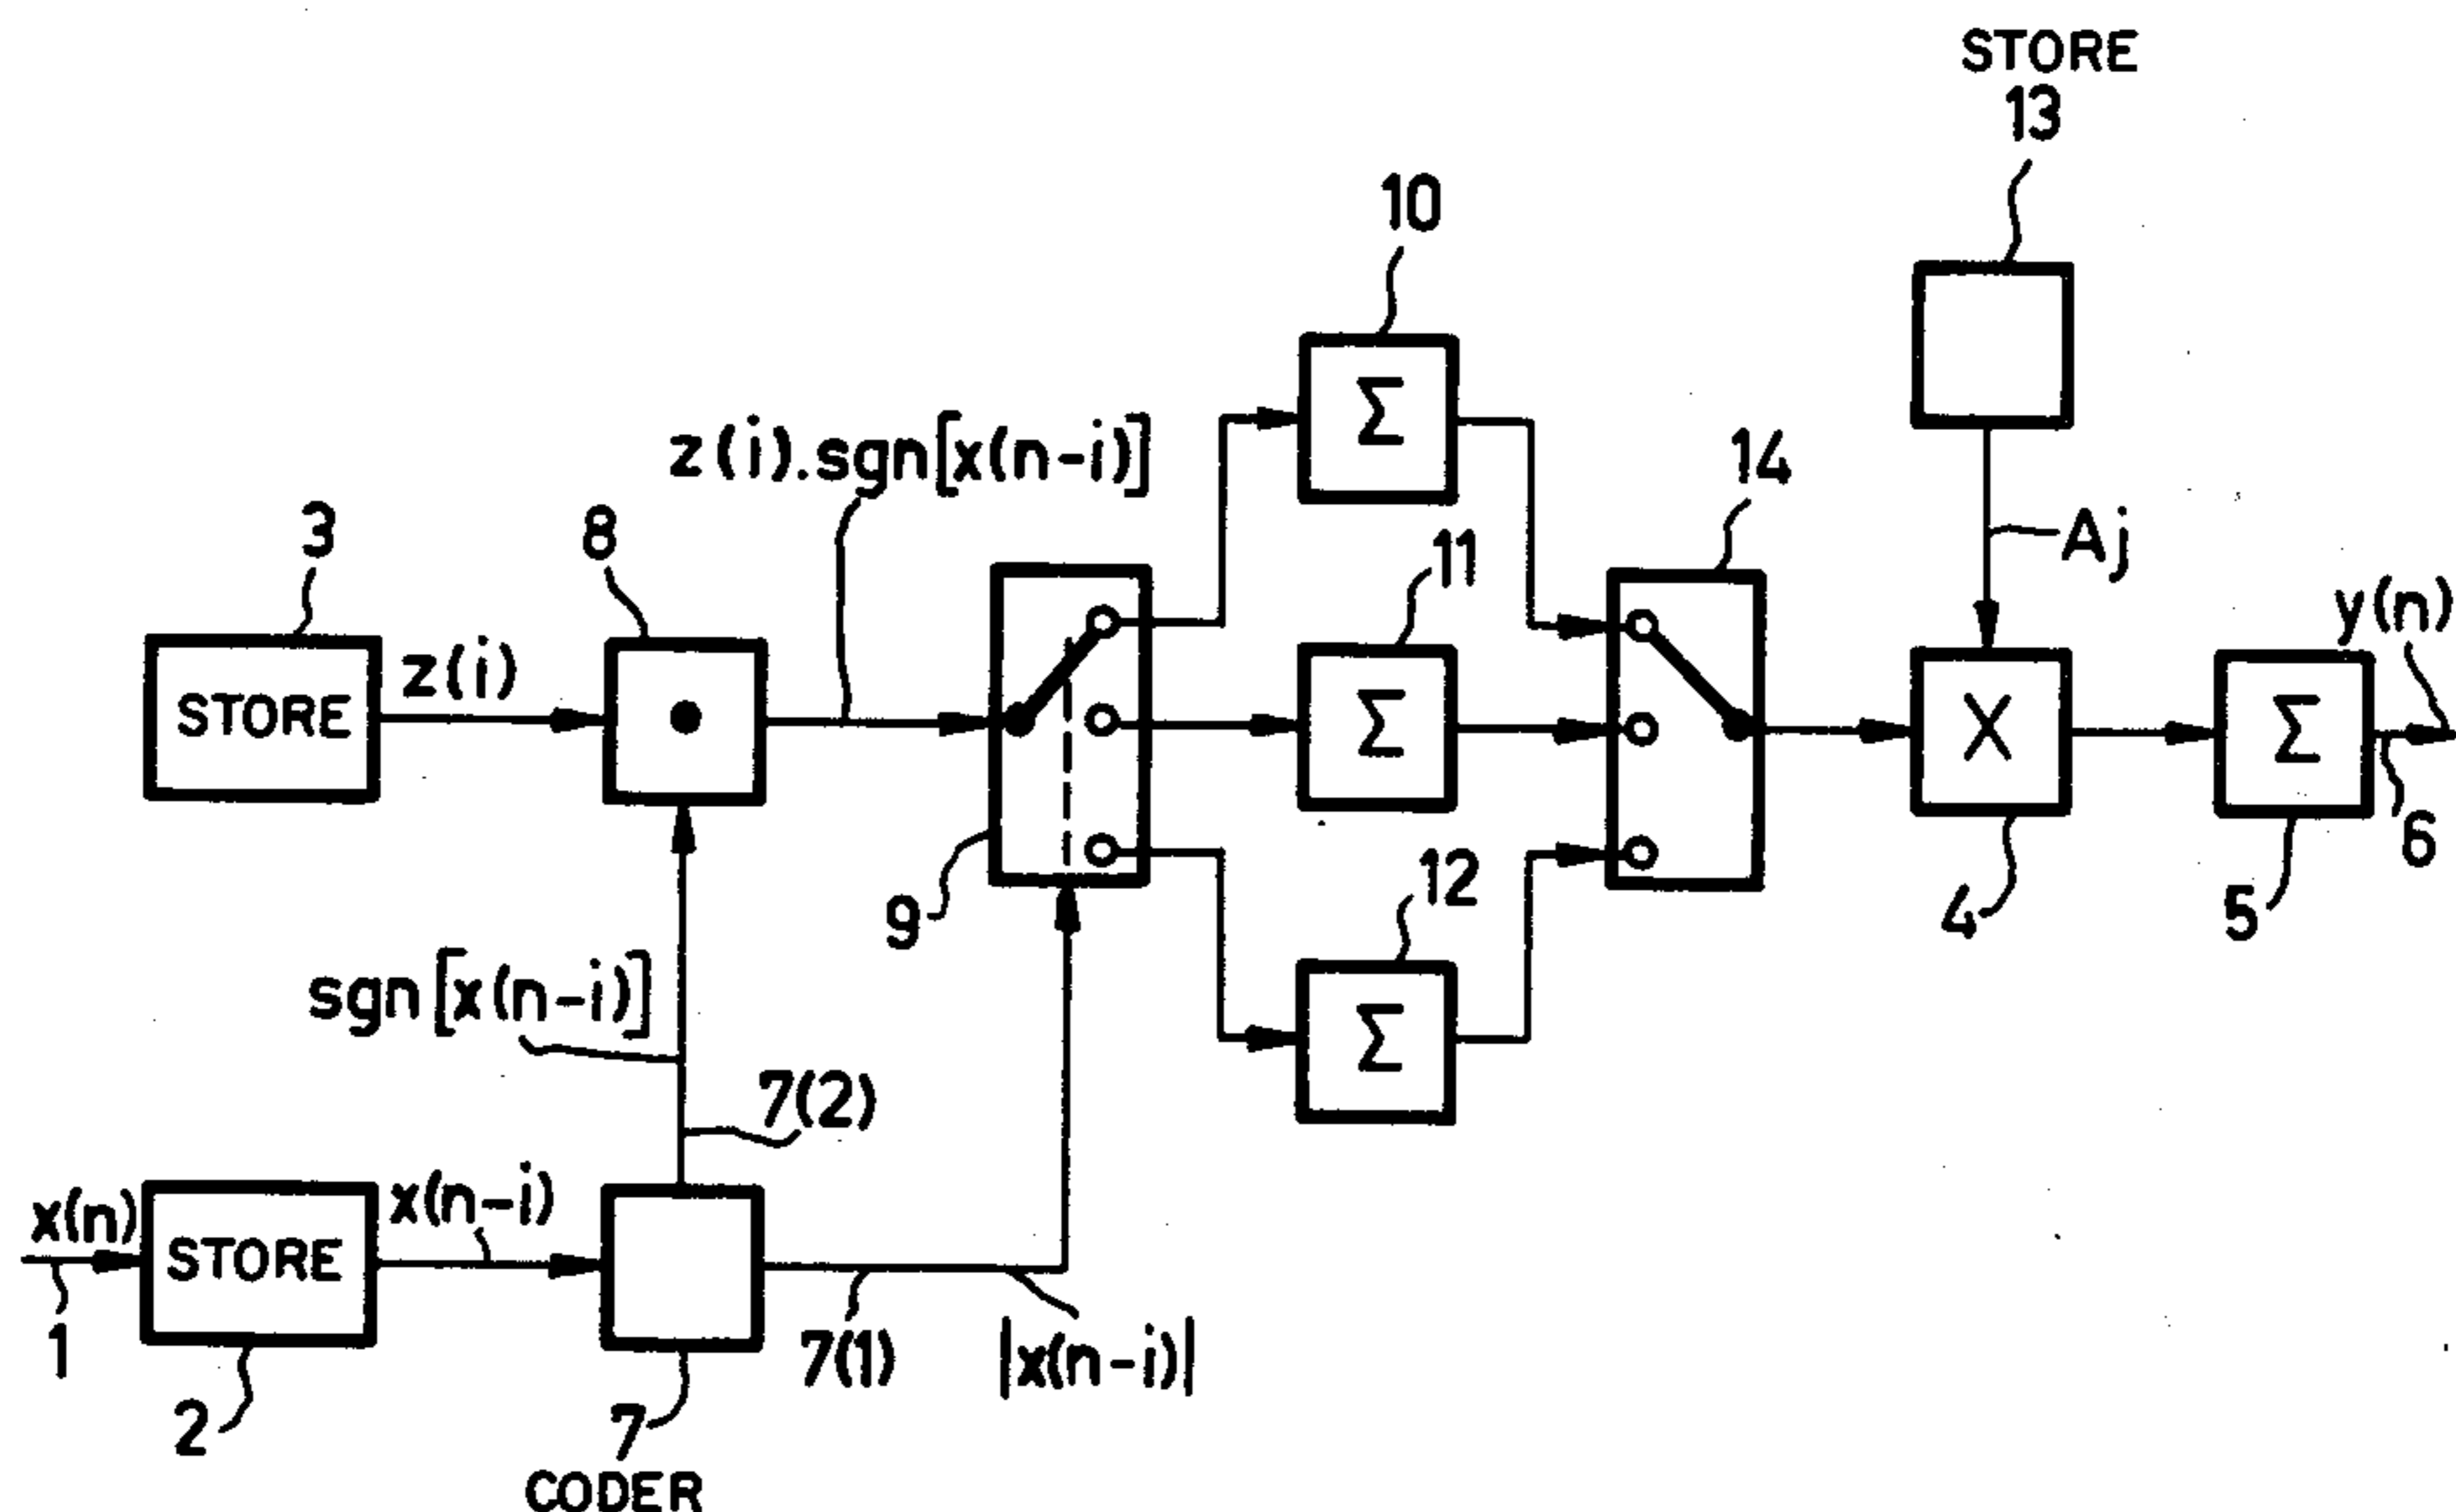 STORE
13
10
z(i).sgn[x(n-i)]
14
3
8
11
Aj
z(i)
y(n)
STORE
Σ
Σ
X
Σ
9
12
4
5
6
sgn[x(n-i)]
Σ
7(2)
x(n)
x(n-i)
STORE
1
7(1)
|x(n-i)|
2
7
CODER